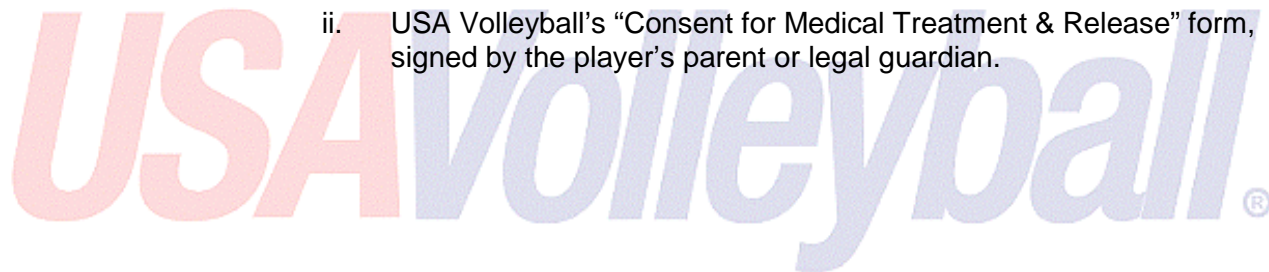 ii. USA Volleyball’s “Consent for Medical Treatment & Release” form,
signed by the player’s parent or legal guardian.
USAVolleyball®